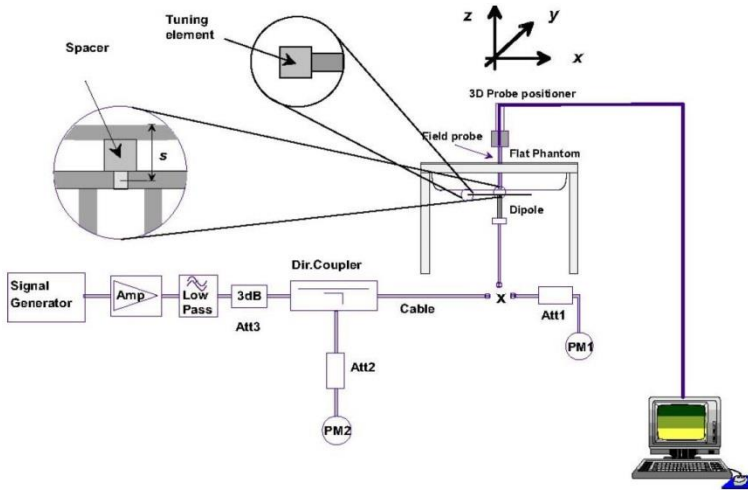 Tuning
element
Spacer
s
z
y
x
3D Probe positioner
Field probe
Flat Phantom
Dipole
Signal
Generator
Amp
Low
Pass
3dB
Att3
Dir.Coupler
Cable
x
Att1
PM1
Att2
PM2